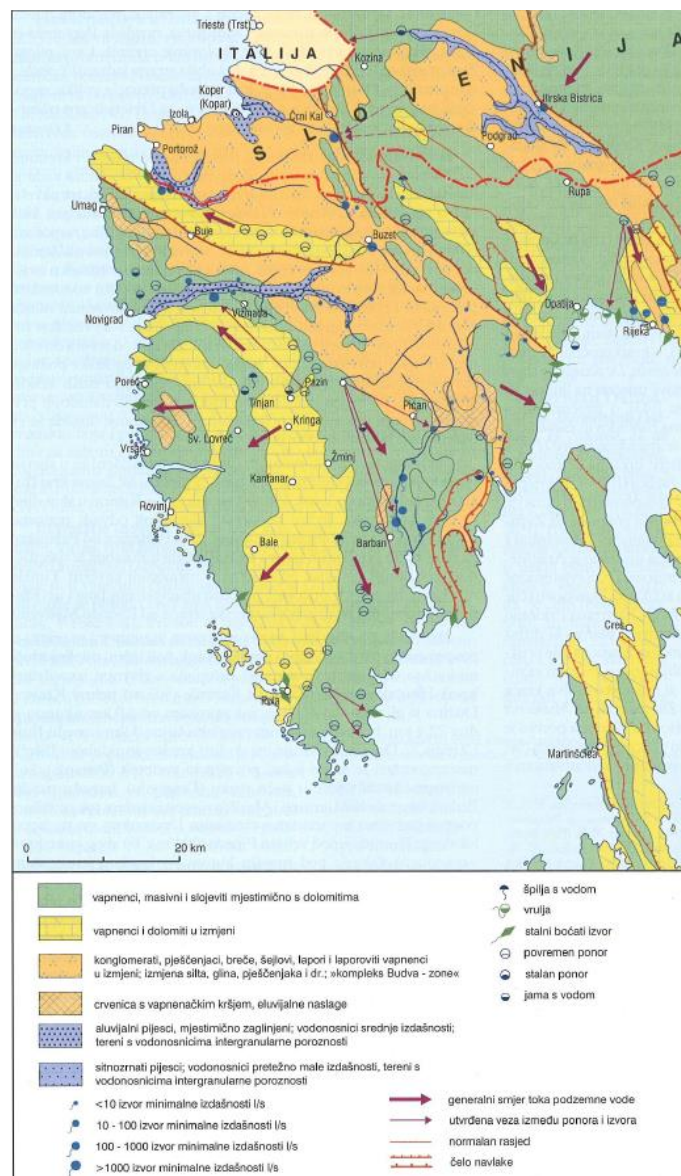 Trieste (Trst)
ITALIJA
Kozina
SLOVENIJA
Koper
(Kopar)
Izola
Črni Kal
Ilirska Bistrica
Piran
Portorož
Podgrad
Rupa
Umag
Buje
Buzet
Opatija
Rijeka
Novigrad
Vižinada
Poreč
Tinjan
Pazin
Pićan
Kringa
Sv. Lovreč
Vrsar
Žminj
Kanfanar
Rovinj
Bale
Barban
Cres
Pula
Martinšćica
0 20 km
vapnenci, masivni i slojeviti mjestimično s dolomitima
vapnenci i dolomiti u izmjeni
konglomerati, pješčenjaci, breče, šejlovi, lapori i laporoviti vapnenci
u izmjeni; izmjena silta, glina, pješčenjaka i dr.; »kompleks Budva - zone«
crvenica s vapnenačkim kršjem, eluvijalne naslage
aluvijalni pijesci, mjestimično zaglinjeni; vodonosnici srednje izdašnosti;
tereni s vodonosnicima intergranularne poroznosti
sitnozrnati pijesci; vodonosnici pretežno male izdašnosti, tereni s
vodonosnicima intergranularne poroznosti
<10 izvor minimalne izdašnosti l/s
10 - 100 izvor minimalne izdašnosti l/s
100 - 1000 izvor minimalne izdašnosti l/s
>1000 izvor minimalne izdašnosti l/s
špilja s vodom
vrulja
stalni boćati izvor
povremen ponor
stalan ponor
jama s vodom
generalni smjer toka podzemne vode
utvrđena veza između ponora i izvora
normalan rasjed
čelo navlake